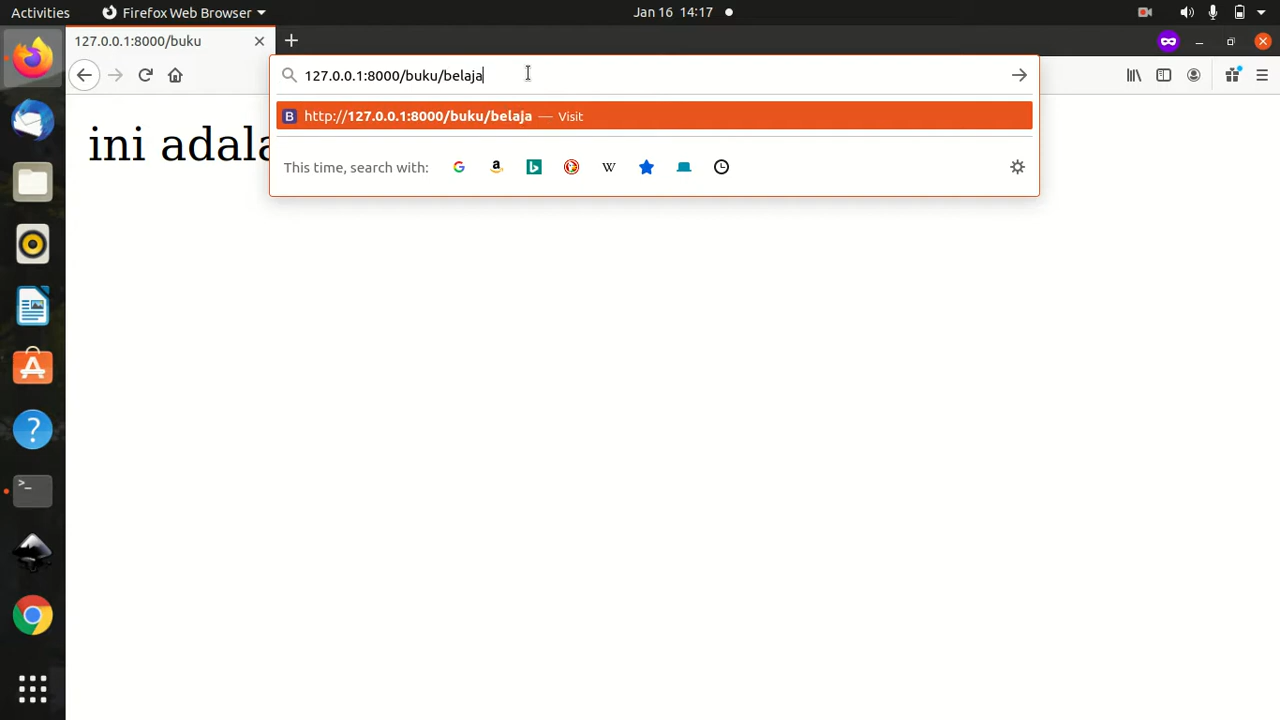 Activities
Firefox Web Browser
Jan 16 14:17
127.0.0.1:8000/buku
127.0.0.1:8000/buku/belaja
B http://127.0.0.1:8000/buku/belaja — Visit
ini adala
This time, search with: